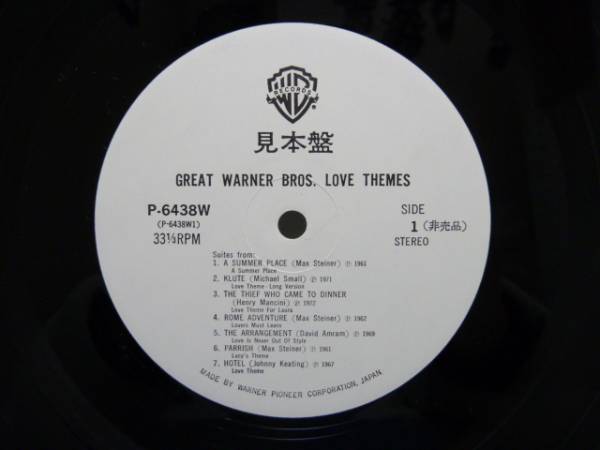 WB
RECORDS
見本盤
GREAT WARNER BROS. LOVE THEMES
P-6438W
(P-6438W1)
33⅓RPM
SIDE
1 (非売品)
STEREO
Suites from:
1. A SUMMER PLACE (Max Steiner) ℗ 1961
A Summer Place
2. KLUTE (Michael Small) ℗ 1971
Love Theme - Long Version
3. THE THIEF WHO CAME TO DINNER
(Henry Mancini) ℗ 1972
Love Theme For Laura
4. ROME ADVENTURE (Max Steiner) ℗ 1962
Lovers Must Learn
5. THE ARRANGEMENT (David Amram) ℗ 1969
Love Is Never Out Of Style
6. PARRISH (Max Steiner) ℗ 1961
Lucy's Theme
7. HOTEL (Johnny Keating) ℗ 1967
Love Theme
MADE BY WARNER PIONEER CORPORATION, JAPAN.